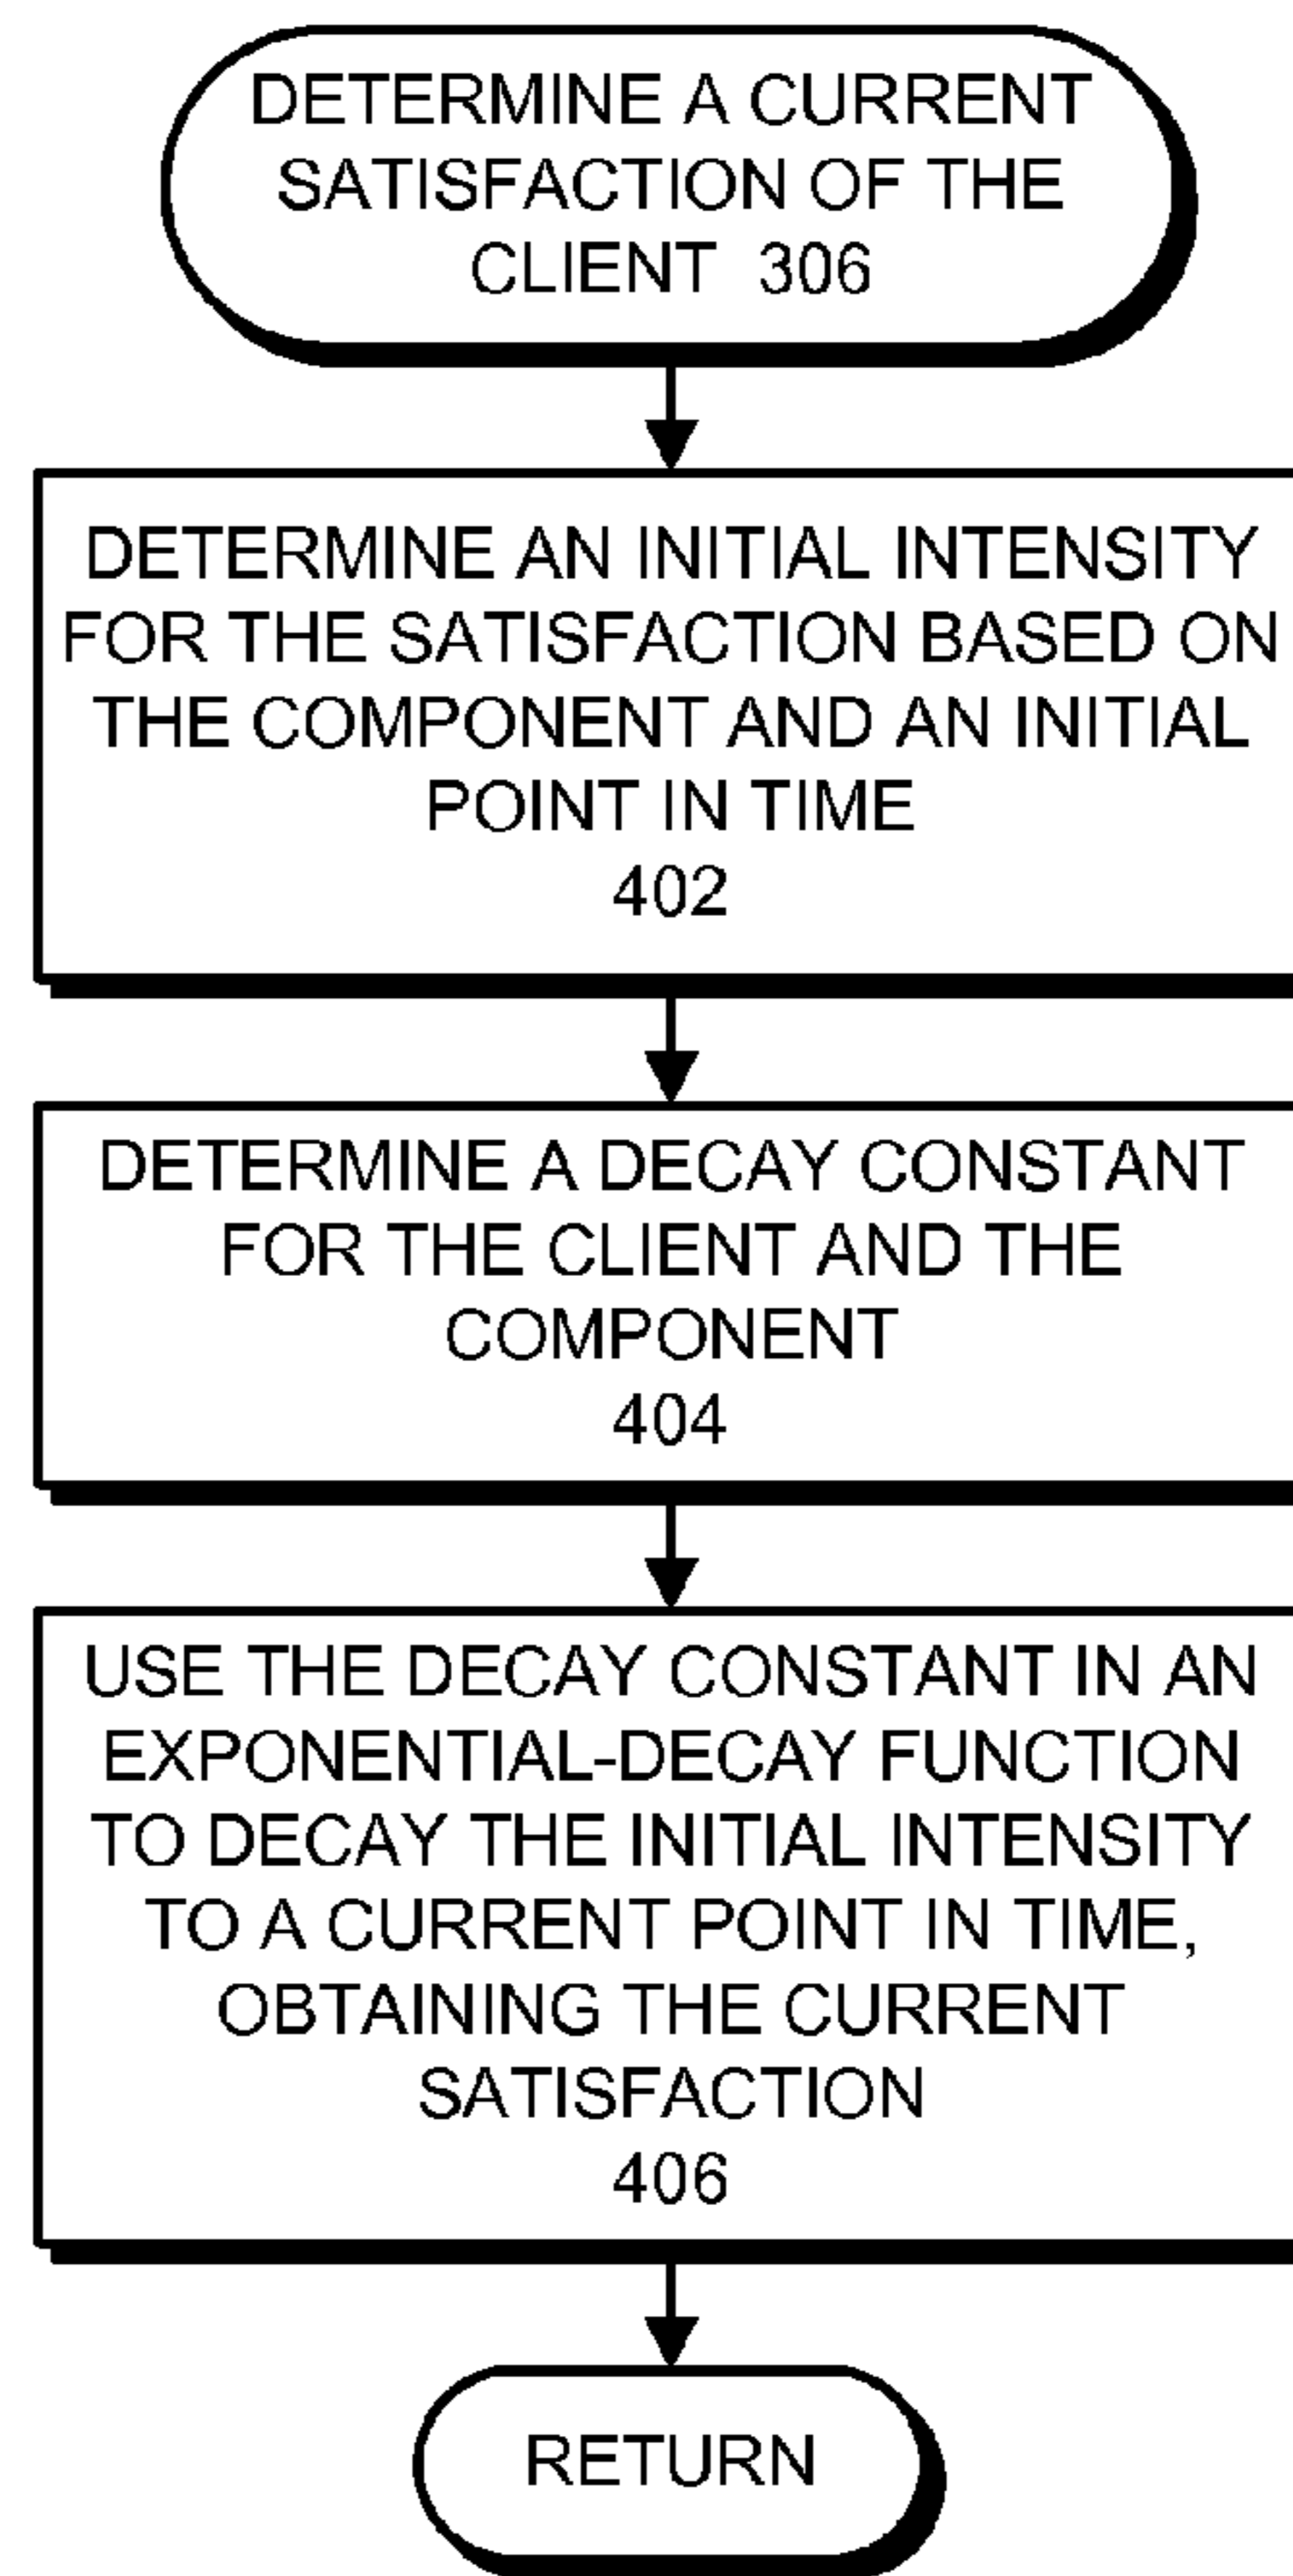 DETERMINE A CURRENT
SATISFACTION OF THE
CLIENT 306
DETERMINE AN INITIAL INTENSITY
FOR THE SATISFACTION BASED ON
THE COMPONENT AND AN INITIAL
POINT IN TIME
402
DETERMINE A DECAY CONSTANT
FOR THE CLIENT AND THE
COMPONENT
404
USE THE DECAY CONSTANT IN AN
EXPONENTIAL-DECAY FUNCTION
TO DECAY THE INITIAL INTENSITY
TO A CURRENT POINT IN TIME,
OBTAINING THE CURRENT
SATISFACTION
406
RETURN